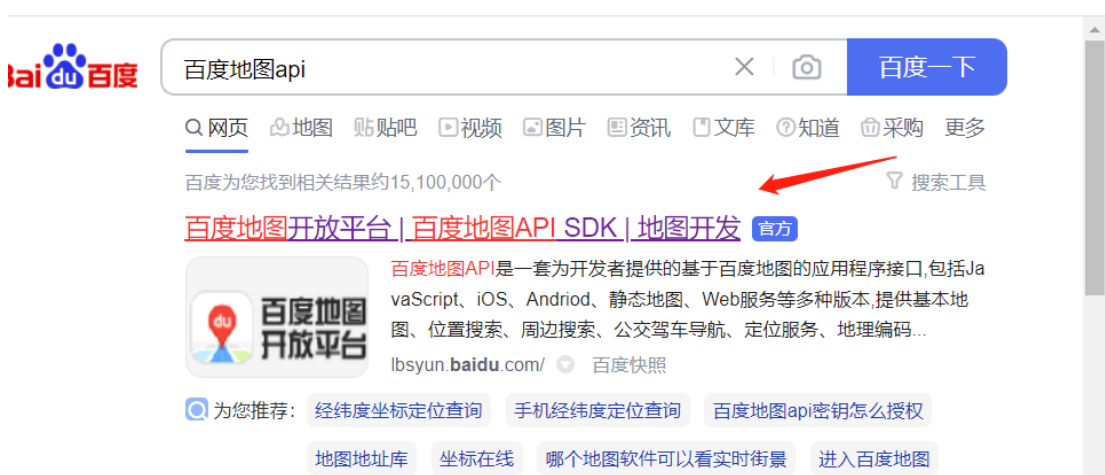 Bai du 百度
百度地图api
百度一下
网页 地图 贴吧 视频 图片 资讯 文库 知道 采购 更多
百度为您找到相关结果约15,100,000个
搜索工具
百度地图开放平台 | 百度地图API SDK | 地图开发 官方
百度地图API是一套为开发者提供的基于百度地图的应用程序接口,包括Ja
vaScript、iOS、Andriod、静态地图、Web服务等多种版本,提供基本地
图、位置搜索、周边搜索、公交驾车导航、定位服务、地理编码...
du 百度地图
开放平台
lbsyun.baidu.com/ 百度快照
为您推荐: 经纬度坐标定位查询 手机经纬度定位查询 百度地图api密钥怎么授权
地图地址库 坐标在线 哪个地图软件可以看实时街景 进入百度地图